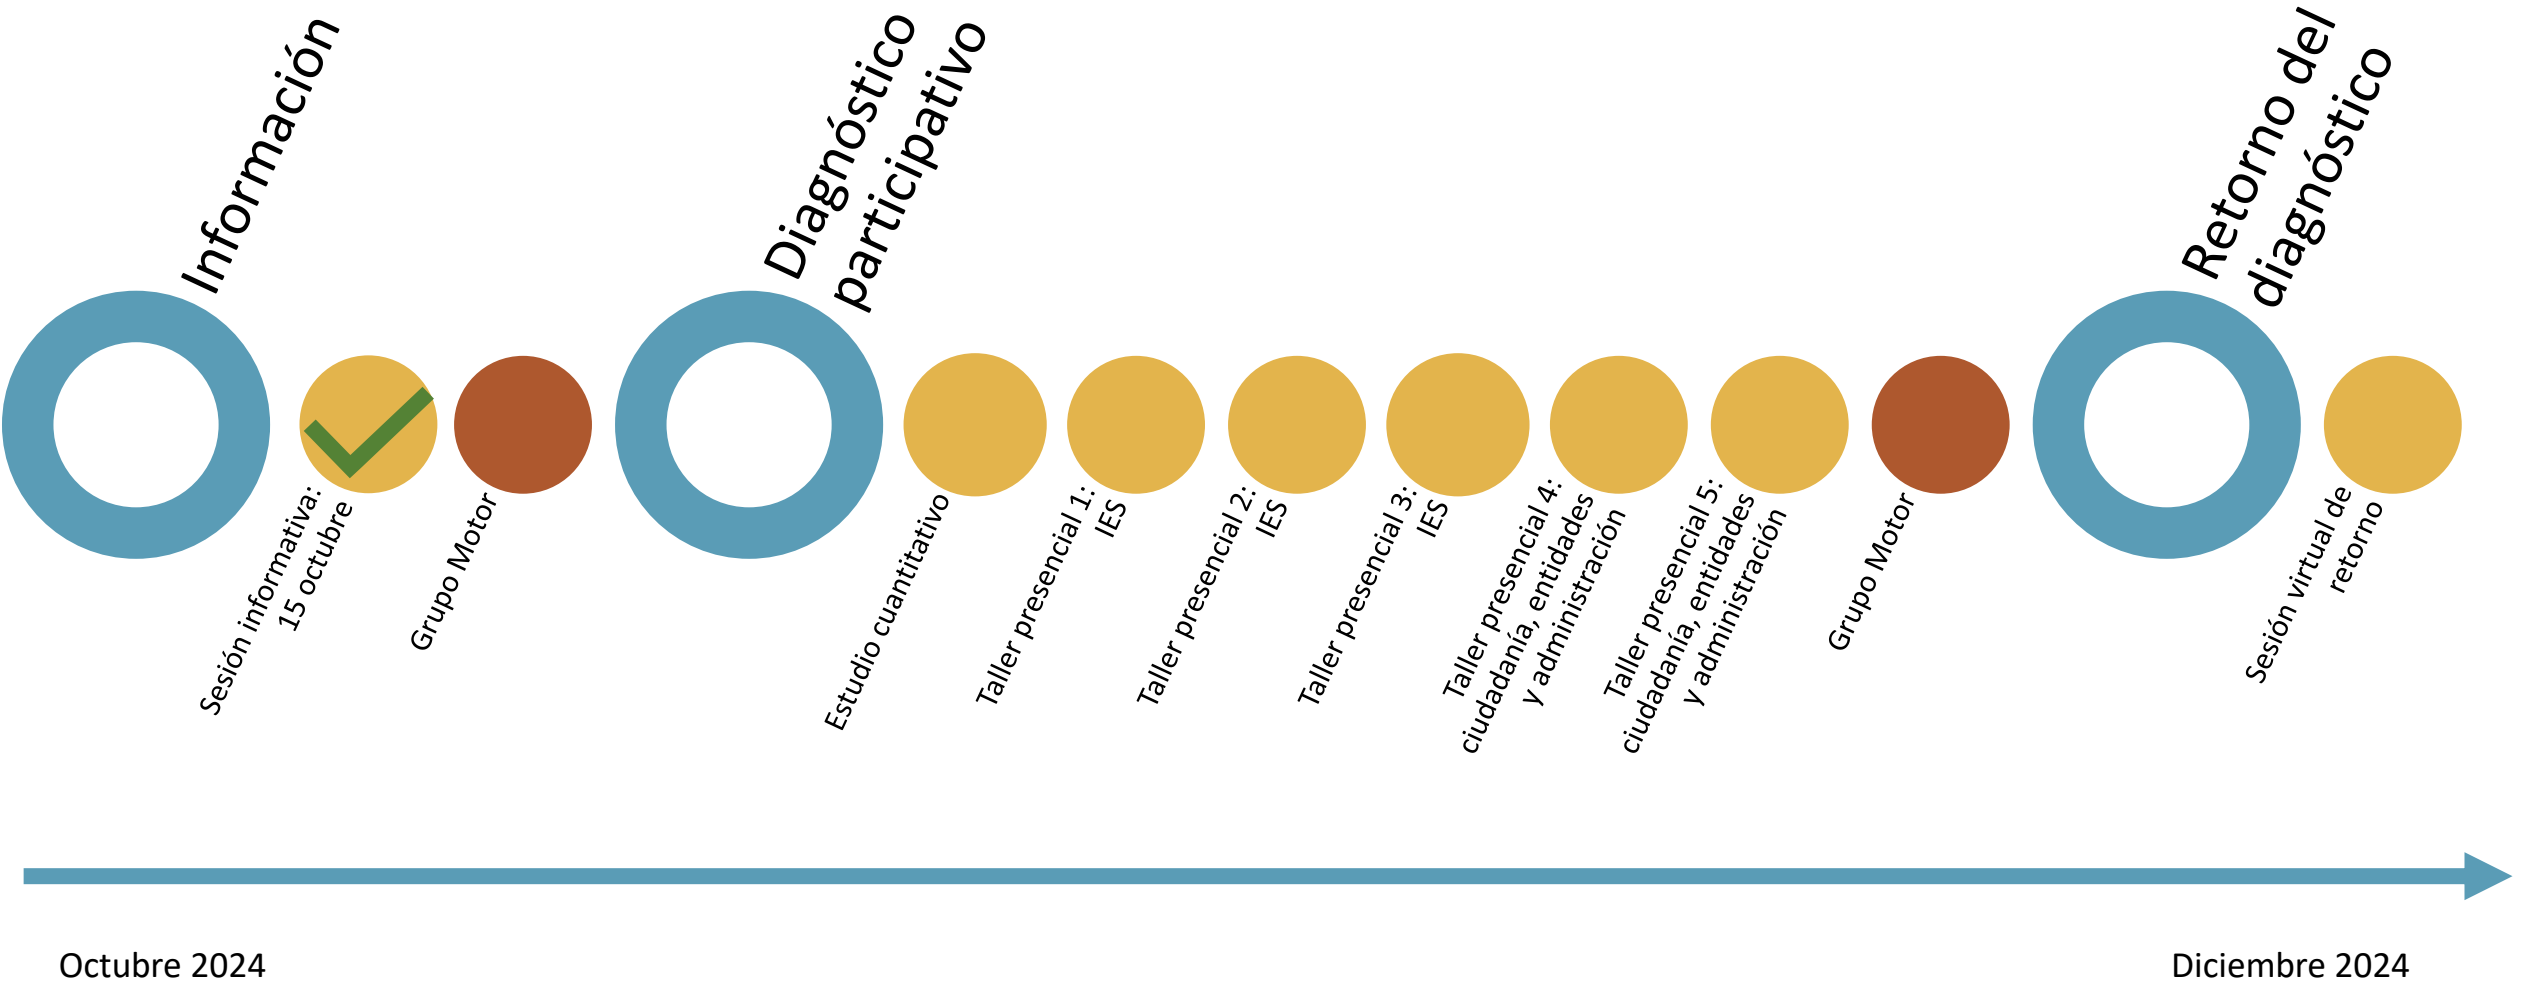 Información
Diagnóstico
participativo
Retorno del
diagnóstico
Sesión informativa:
15 octubre
Grupo Motor
Estudio cuantitativo
Taller presencial 1:
IES
Taller presencial 2:
IES
Taller presencial 3:
IES
Taller presencial 4:
ciudadanía, entidades
y administración
Taller presencial 5:
ciudadanía, entidades
y administración
Grupo Motor
Sesión virtual de
retorno
Octubre 2024
Diciembre 2024